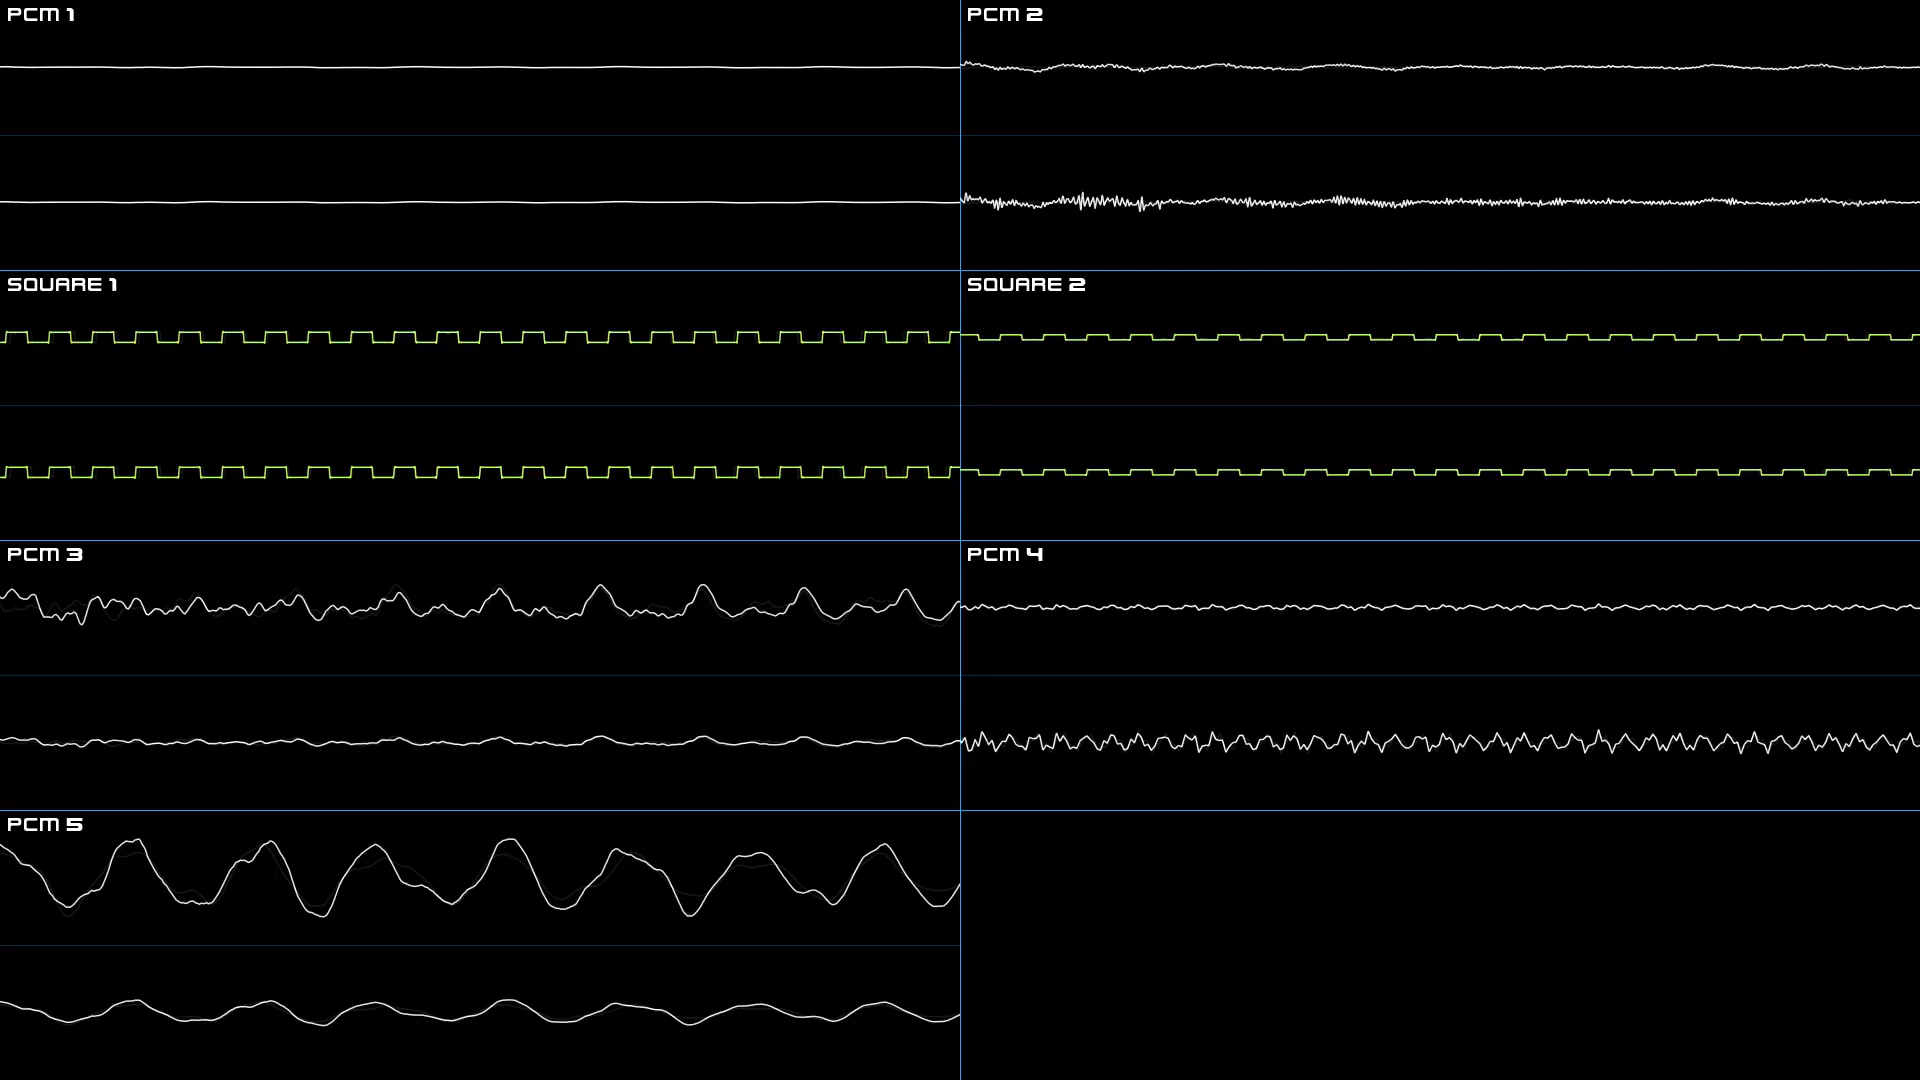 PCM 1
PCM 2
SQUARE 1
SQUARE 2
PCM 3
PCM 4
PCM 5